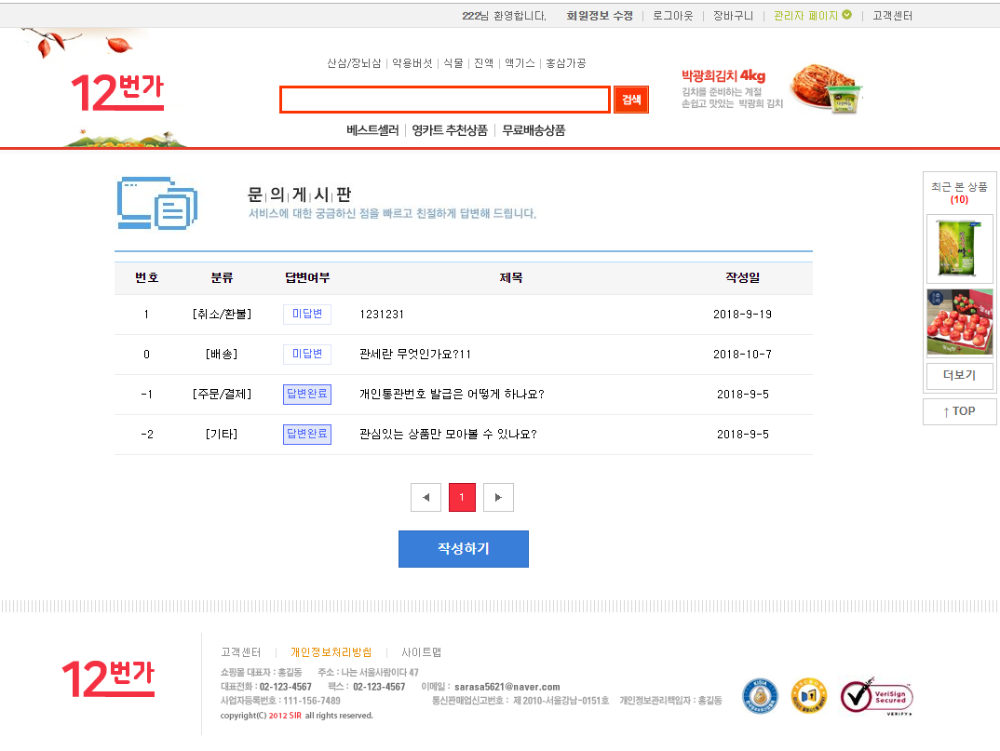 222님 환영합니다. 회원정보 수정 | 로그아웃 | 장바구니 | 관리자 페이지 | 고객센터
산삼/장뇌삼 | 약용버섯 | 식물 | 진액 | 액기스 | 홍삼가공
12번가
검색
박광희김치 4kg
김치를 준비하는 계절
손쉽고 맛있는 박광희 김치
베스트셀러 | 영카트 추천상품 | 무료배송상품
문|의|게|시|판
서비스에 대한 궁금하신 점을 빠르고 친절하게 답변해 드립니다.
최근 본 상품
(10)
더보기
↑ TOP
번호 분류 답변여부 제목 작성일
1 [취소/환불] 미답변 1231231 2018-9-19
0 [배송] 미답변 관세란 무엇인가요?11 2018-10-7
-1 [주문/결제] 답변완료 개인통관번호 발급은 어떻게 하나요? 2018-9-5
-2 [기타] 답변완료 관심있는 상품만 모아볼 수 있나요? 2018-9-5
◀ 1 ▶
작성하기
12번가
고객센터 | 개인정보처리방침 | 사이트맵
쇼핑몰 대표자 : 홍길동 주소 : 나는 서울사람이다 47
대표전화 : 02-123-4567 팩스 : 02-123-4567 이메일 : sarasa5621@naver.com
사업자등록번호 : 111-156-7489 통신판매업신고번호 : 제 2010-서울강남-0151호 개인정보관리책임자 : 홍길동
copyright(C) 2012 SIR all rights reserved.
VeriSign
Secured
VERIFY▶